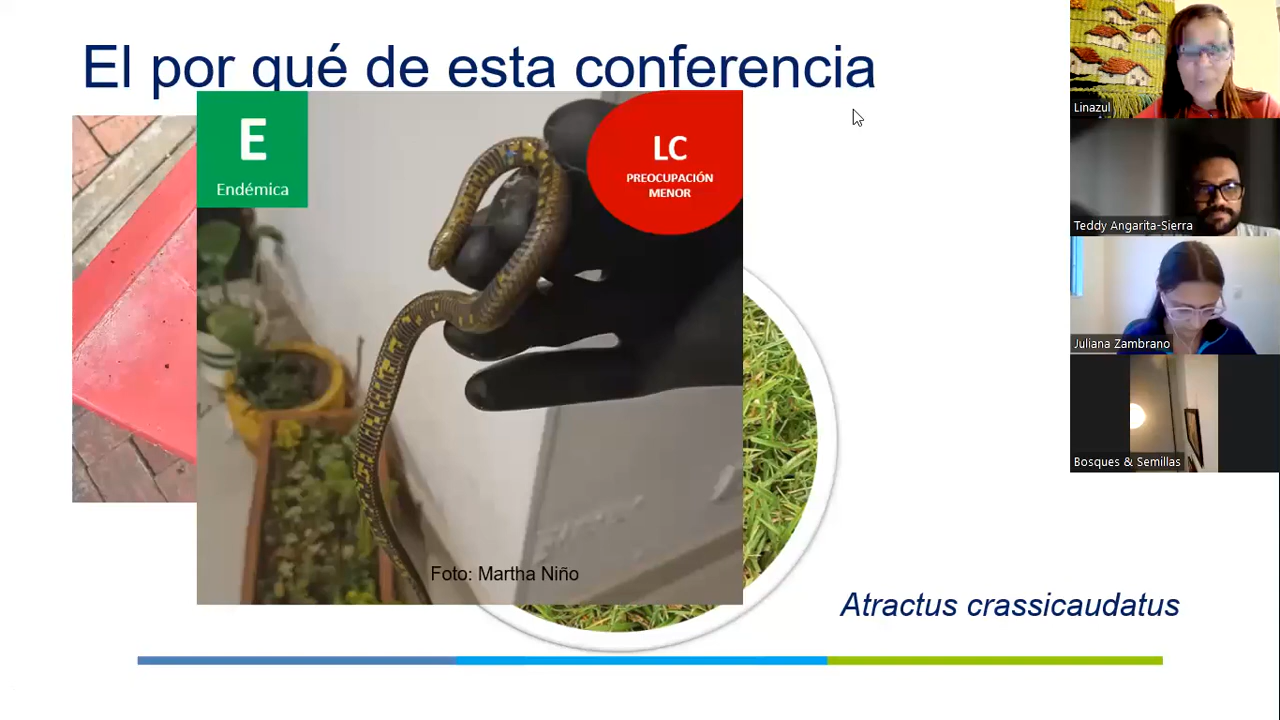 El por qué de esta conferencia
E
Endémica
LC
PREOCUPACIÓN
MENOR
Foto: Martha Niño
Atractus crassicaudatus
Linazul
Teddy Angarita-Sierra
Juliana Zambrano
Bosques & Semillas